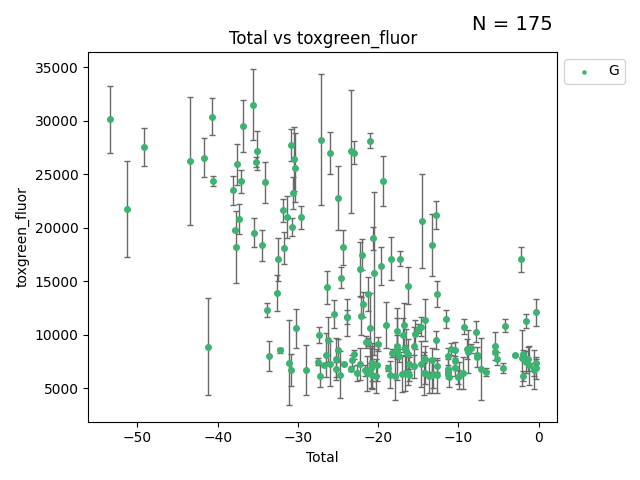 N = 175
Total vs toxgreen_fluor
G
toxgreen_fluor
35000
30000
25000
20000
15000
10000
5000
−50 −40 −30 −20 −10 0
Total